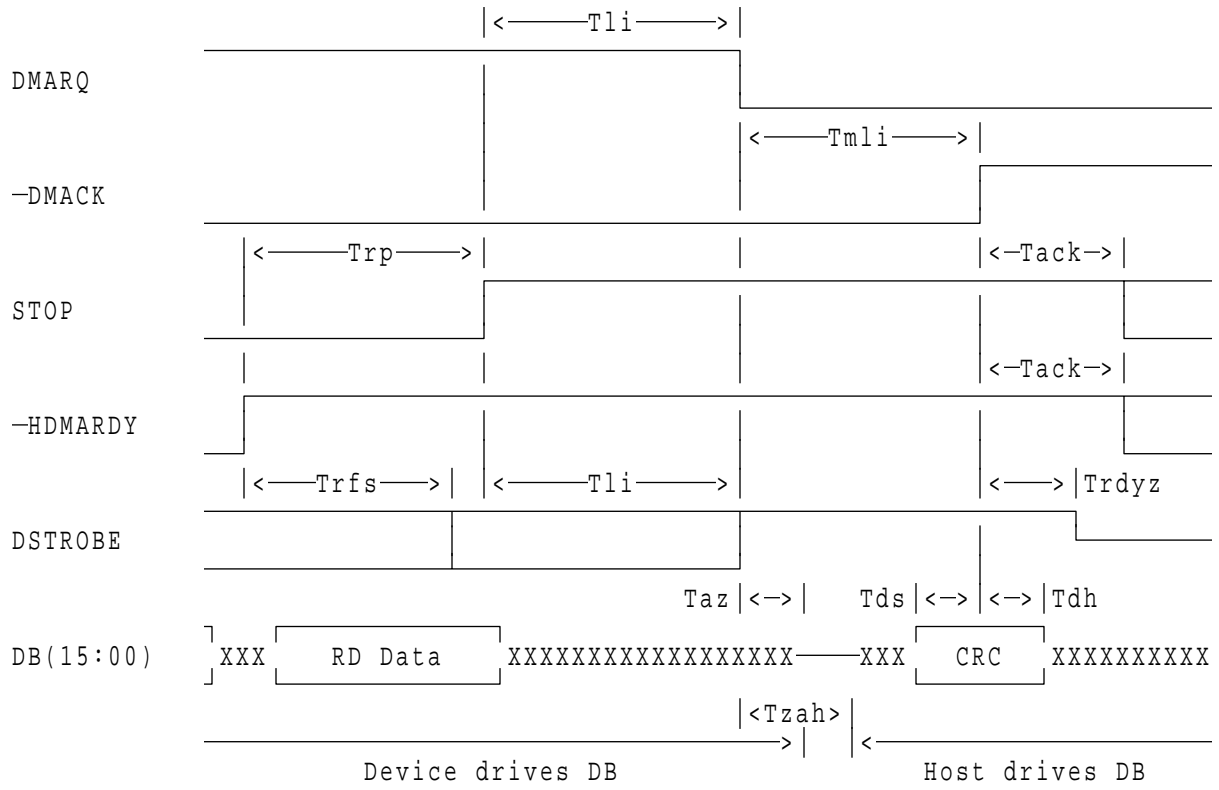 |<——Tli——>|
DMARQ
|<——Tmli——>|
—DMACK
|<——Trp——>| |<—Tack—>|
STOP
|<—Tack—>|
—HDMARDY
|<——Trfs——>| |<——Tli——>| |<——>|Trdyz
DSTROBE
Taz |<—>| Tds |<—>|<—>|Tdh
DB(15:00) XXX RD Data XXXXXXXXXXXXXXXXXX——XXX CRC XXXXXXXXXX
|<Tzah>|
——>| |<——
Device drives DB Host drives DB